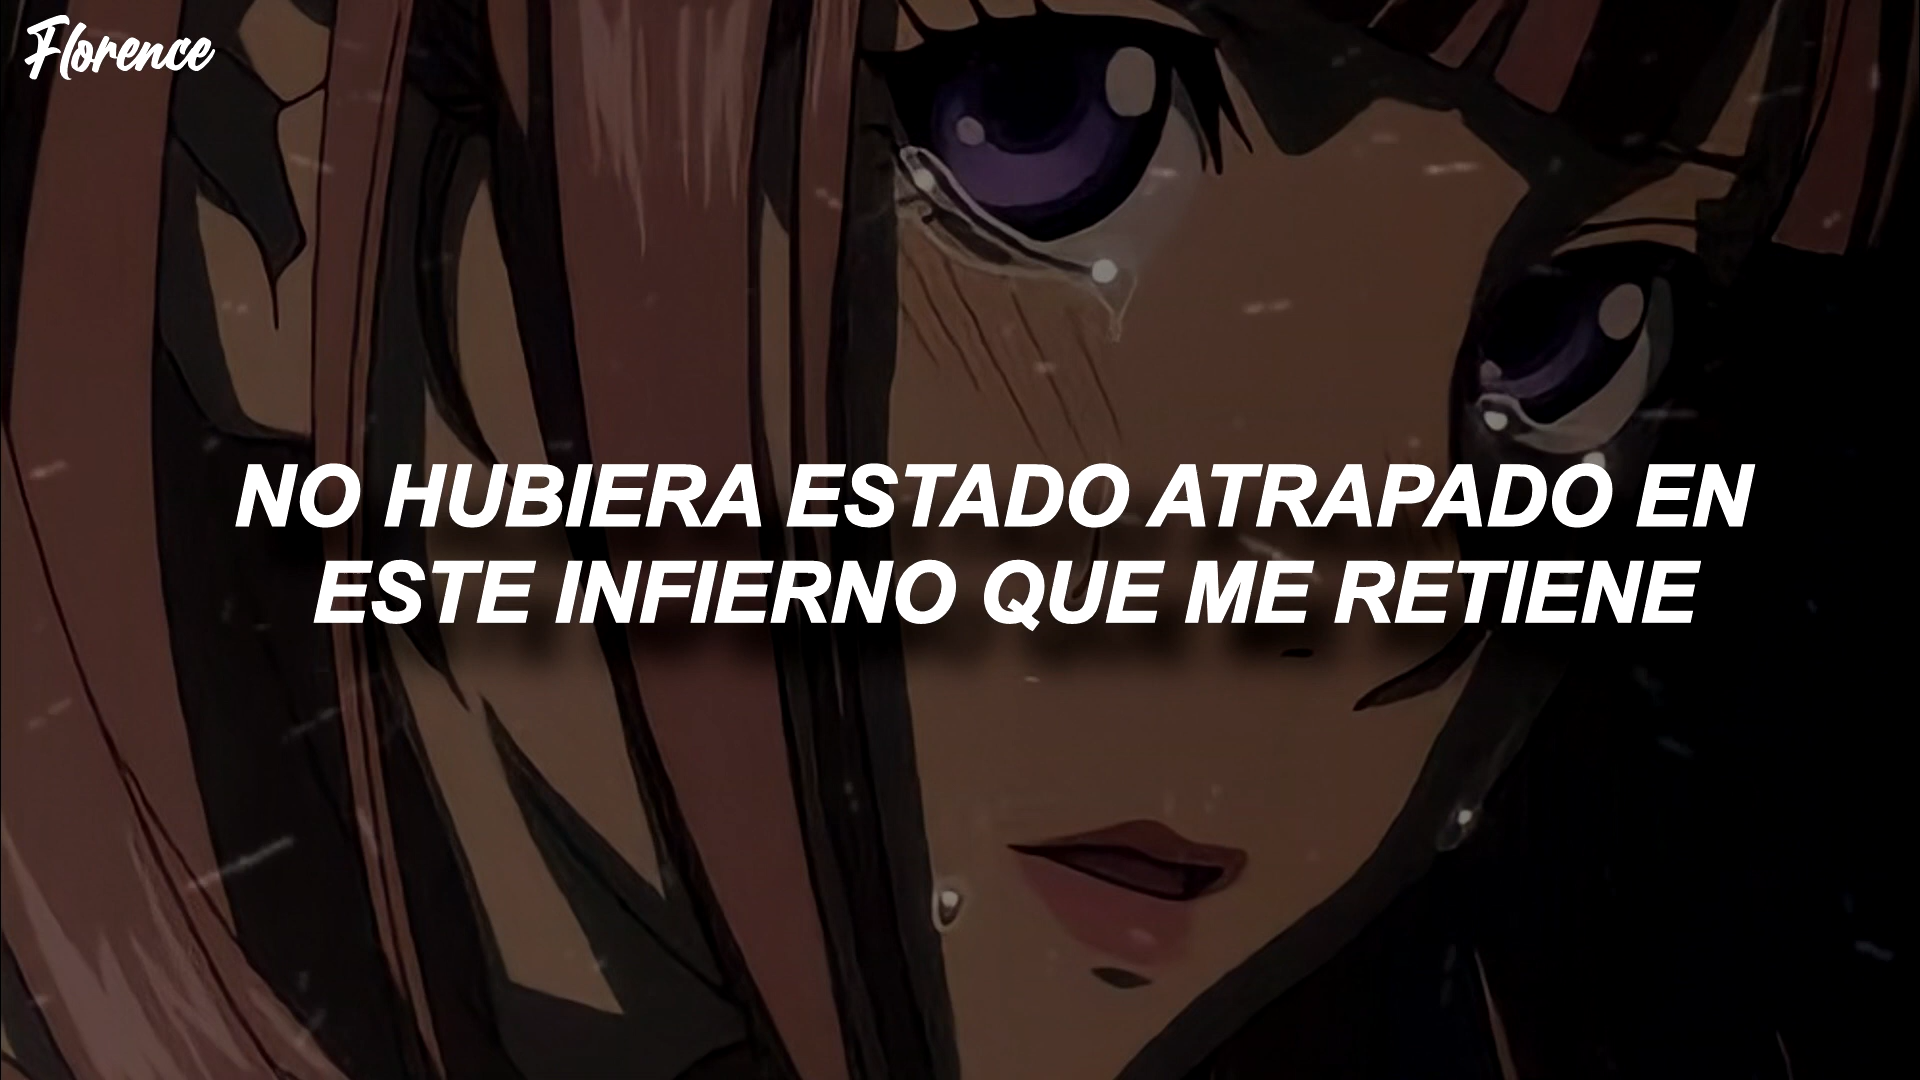 Florence
NO HUBIERA ESTADO ATRAPADO EN
ESTE INFIERNO QUE ME RETIENE